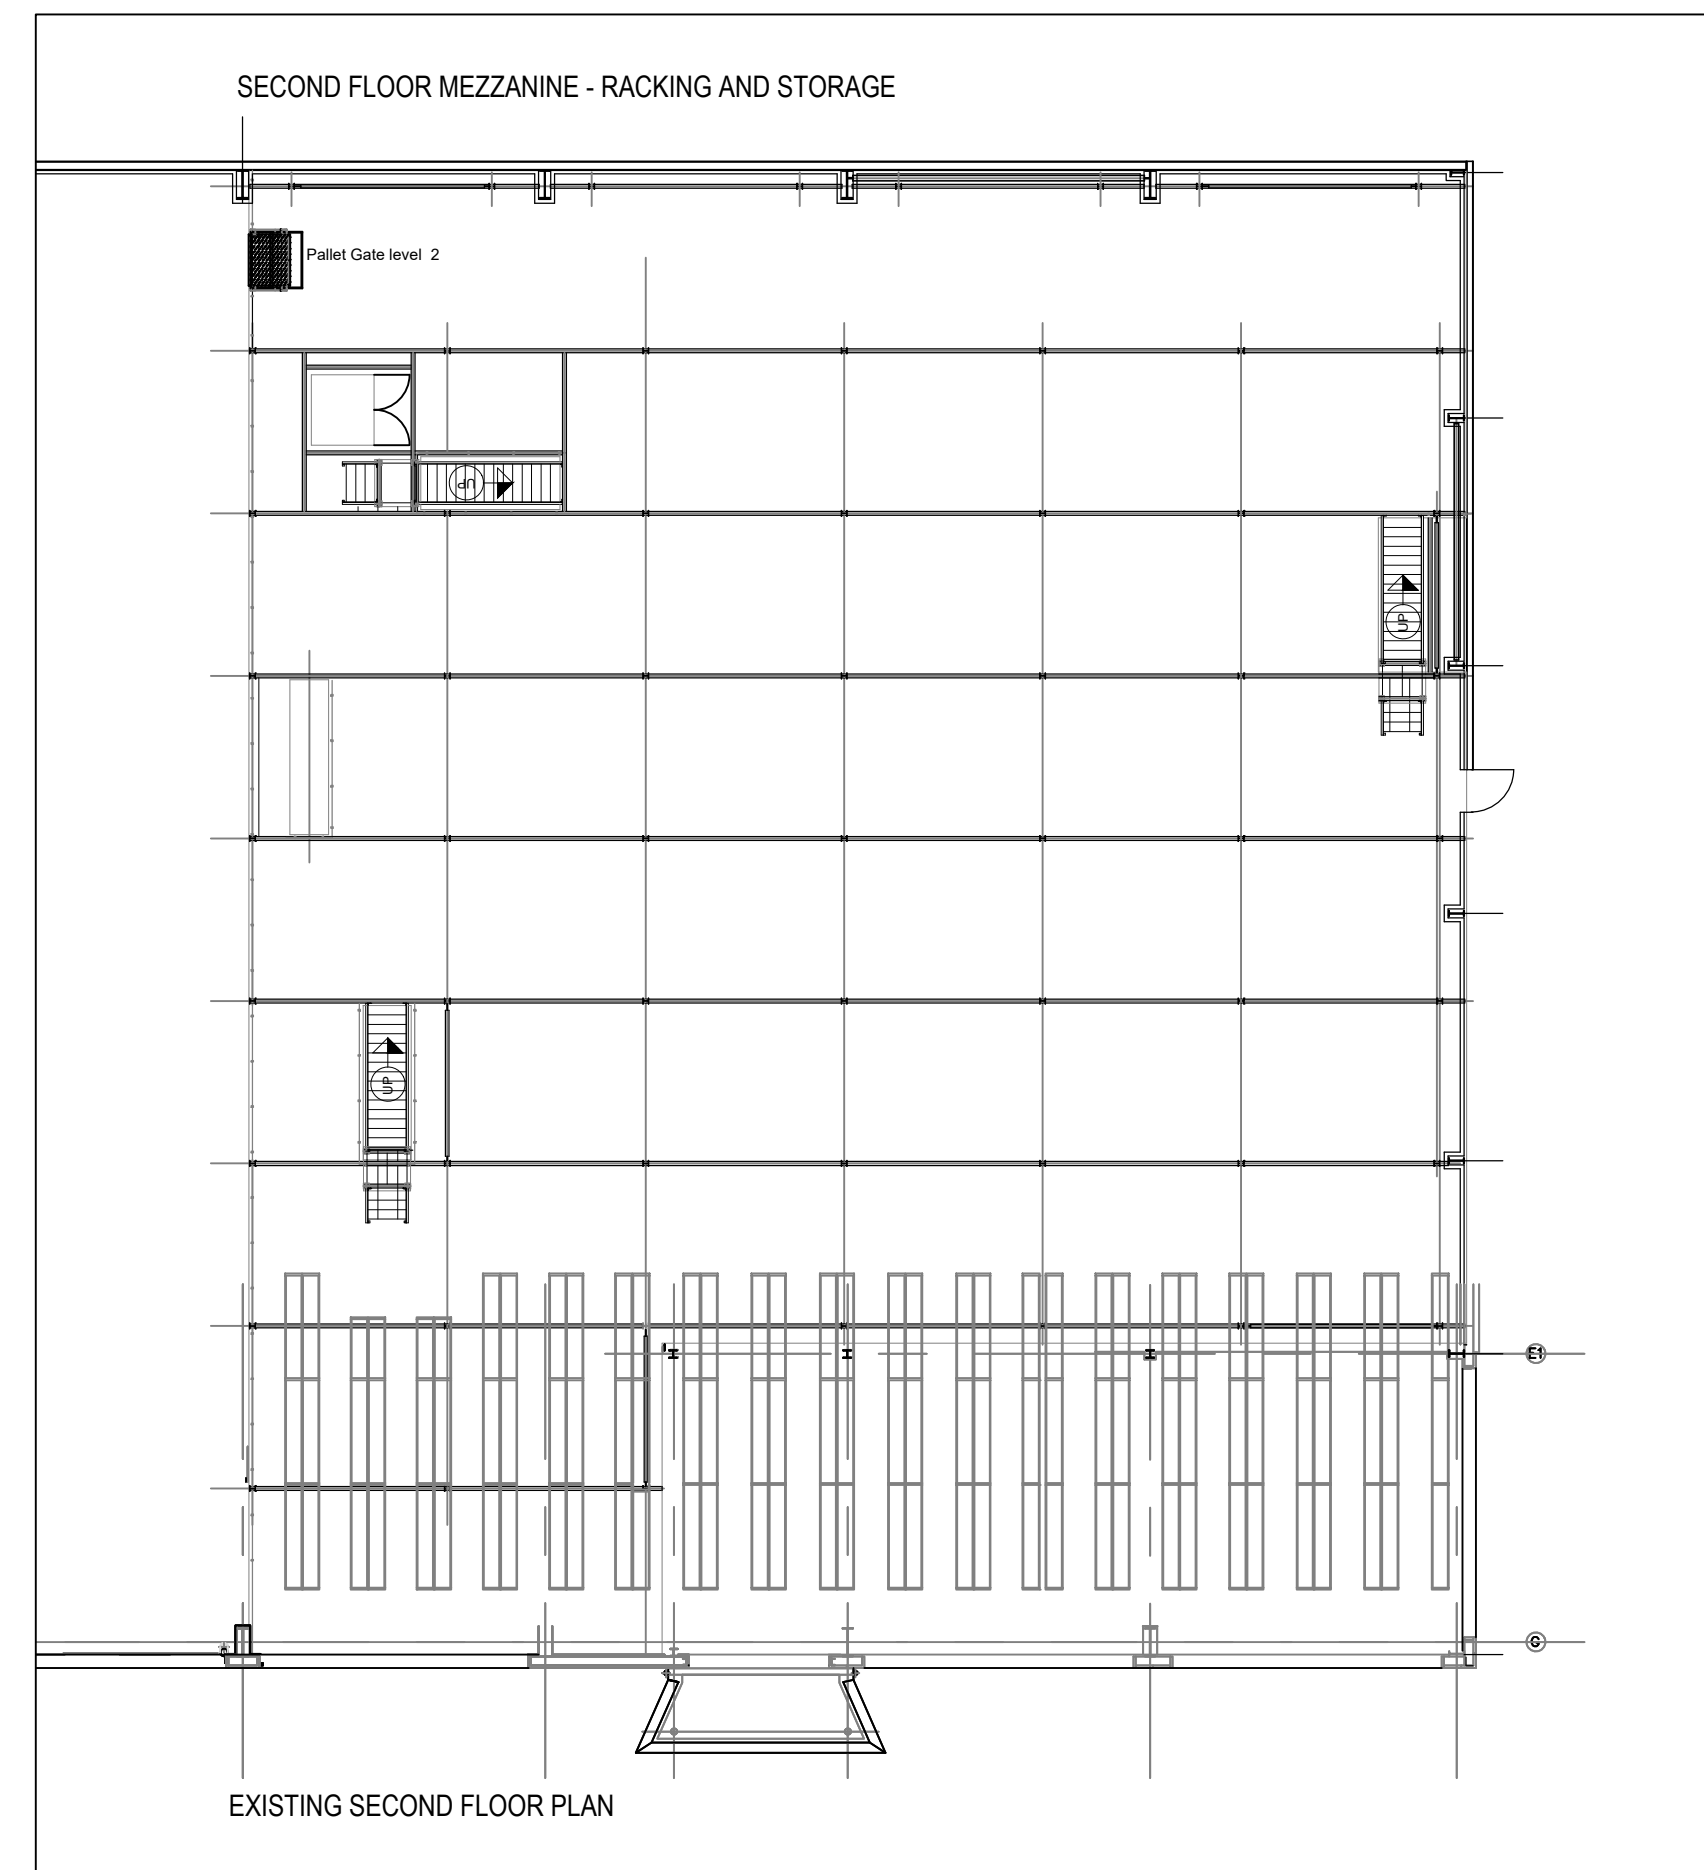 SECOND FLOOR MEZZANINE - RACKING AND STORAGE
Pallet Gate level 2
UP
UP
UP
E1
G
EXISTING SECOND FLOOR PLAN